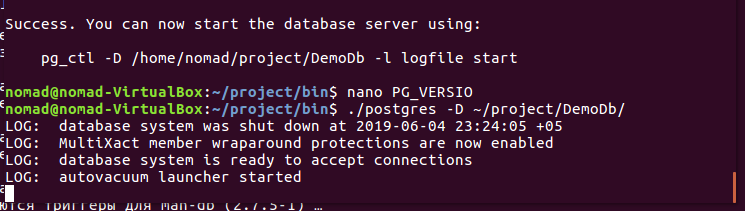 Success. You can now start the database server using:
pg_ctl -D /home/nomad/project/DemoDb -l logfile start
nomad@nomad-VirtualBox:~/project/bin$ nano PG_VERSIO
nomad@nomad-VirtualBox:~/project/bin$ ./postgres -D ~/project/DemoDb/
LOG:  database system was shut down at 2019-06-04 23:24:05 +05
LOG:  MultiXact member wraparound protections are now enabled
LOG:  database system is ready to accept connections
LOG:  autovacuum launcher started
триггеры для man-db (2.7.5-1) …